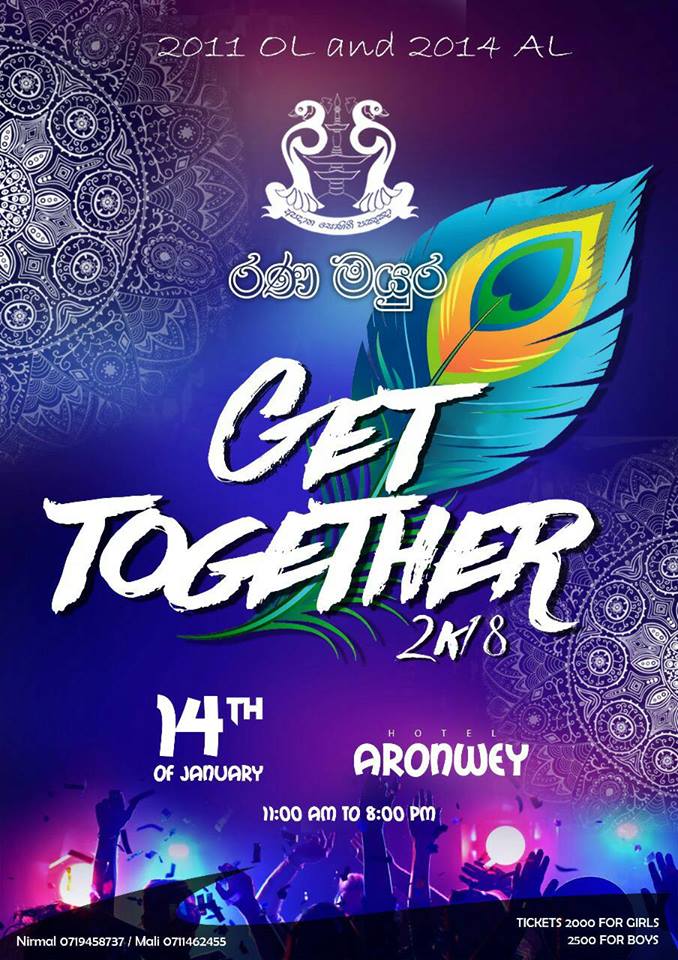 2011 OL and 2014 AL
රණ මයුර
GET
TOGETHER
2K18
14TH
OF JANUARY
HOTEL
ARONWEY
11:00 AM TO 8:00 PM
TICKETS 2000 FOR GIRLS
2500 FOR BOYS
Nirmal 0719458737 / Mali 0711462455